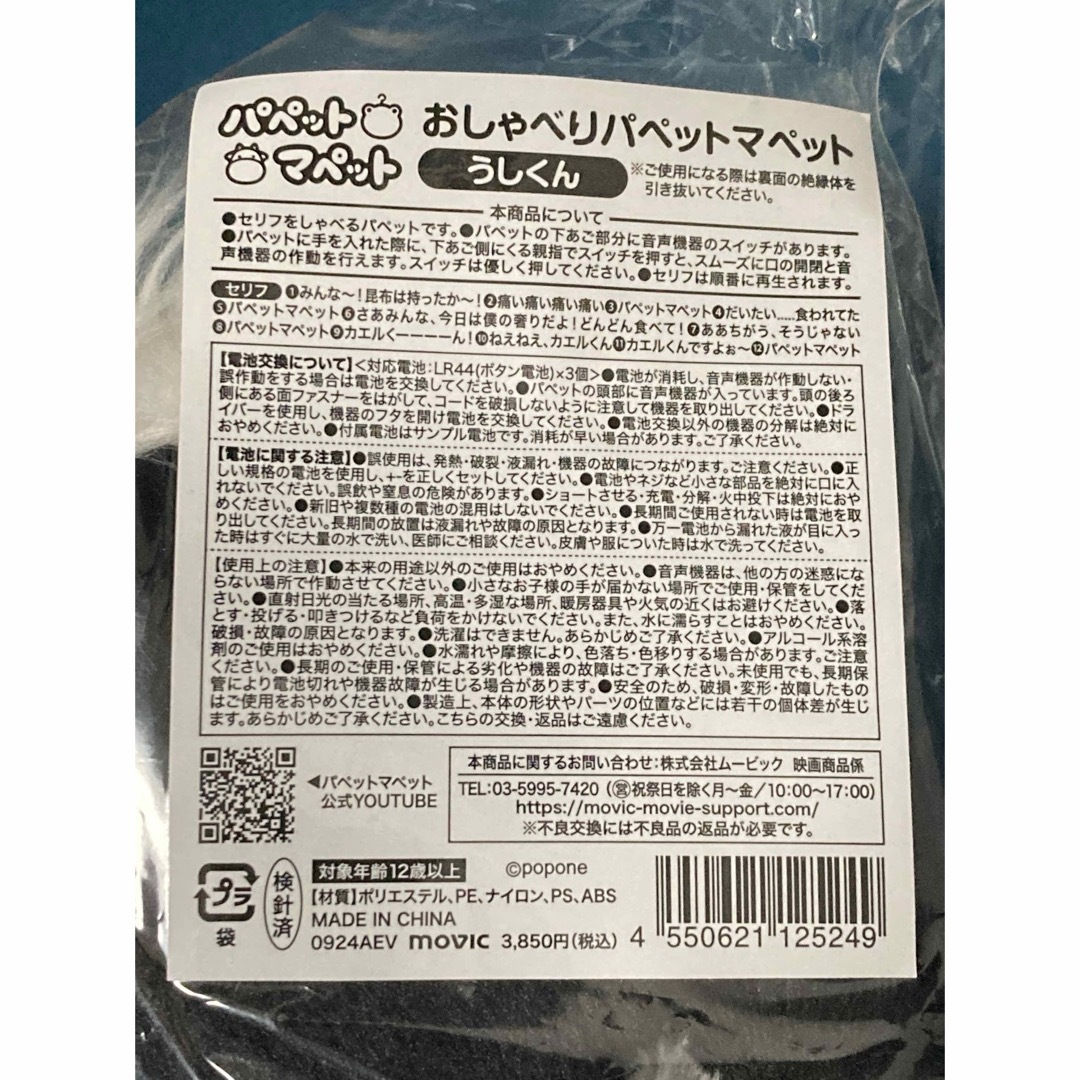 パペット
マペット
おしゃべりパペットマペット
うしくん
※ご使用になる際は裏面の絶縁体を
引き抜いてください。
本商品について
●セリフをしゃべるパペットです。●パペットの下あご部分に音声機器のスイッチがあります。
●パペットに手を入れた際に、下あご側にくる親指でスイッチを押すと、スムーズに口の開閉と音
声機器の作動を行えます。スイッチは優しく押してください。●セリフは順番に再生されます。
セリフ ❶みんな〜！昆布は持ったか〜！❷痛い痛い痛い痛い❸パペットマペット❹だいたい.....食われてた
❺パペットマペット❻さあみんな、今日は僕の奢りだよ！どんどん食べて！❼ああちがう、そうじゃない
❽パペットマペット❾カエルくーーーーん！❿ねえねえ、カエルくん⓫カエルくんですよぉ〜⓬パペットマペット
【電池交換について】＜対応電池:LR44(ボタン電池)×3個＞●電池が消耗し、音声機器が作動しない・
誤作動をする場合は電池を交換してください。●パペットの頭部に音声機器が入っています。頭の後ろ
側にある面ファスナーをはがして、コードを破損しないように注意して機器を取り出してください。●ドラ
イバーを使用し、機器のフタを開け電池を交換してください。●電池交換以外の機器の分解は絶対に
おやめください。●付属電池はサンプル電池です。消耗が早い場合があります。ご了承ください。
【電池に関する注意】●誤使用は、発熱・破裂・液漏れ・機器の故障につながります。ご注意ください。●正
しい規格の電池を使用し、+-を正しくセットしてください。●電池やネジなど小さな部品を絶対に口に入
れないでください。誤飲や窒息の危険があります。●ショートさせる・充電・分解・火中投下は絶対におや
めください。●新旧や複数種の電池の混用はしないでください。●長期間ご使用されない時は電池を取
り出してください。長期間の放置は液漏れや故障の原因となります。●万一電池から漏れた液が目に入っ
た時はすぐに大量の水で洗い、医師にご相談ください。皮膚や服についた時は水で洗ってください。
【使用上の注意】●本来の用途以外のご使用はおやめください。●音声機器は、他の方の迷惑にな
らない場所で作動させてください。●小さなお子様の手が届かない場所でご使用・保管をしてくだ
さい。●直射日光の当たる場所、高温・多湿な場所、暖房器具や火気の近くはお避けください。●落
とす・投げる・叩きつけるなど負荷をかけないでください。また、水に濡らすことはおやめください。
破損・故障の原因となります。●洗濯はできません。あらかじめご了承ください。●アルコール系溶
剤のご使用はおやめください。●水濡れや摩擦により、色落ち・色移りする場合があります。ご注意
ください。●長期のご使用・保管による劣化や機器の故障はご了承ください。未使用でも、長期保
管により電池切れや機器故障が生じる場合があります。●安全のため、破損・変形・故障したもの
はご使用をおやめください。●製造上、本体の形状やパーツの位置などには若干の個体差が生じ
ます。あらかじめご了承ください。こちらの交換・返品はご遠慮ください。
◀パペットマペット
公式YOUTUBE
本商品に関するお問い合わせ:株式会社ムービック 映画商品係
TEL:03-5995-7420 (営祝祭日を除く月〜金/10:00〜17:00)
https://movic-movie-support.com/
※不良交換には不良品の返品が必要です。
プラ
袋
検針済
対象年齢12歳以上
©popone
【材質】ポリエステル、PE、ナイロン、PS、ABS
MADE IN CHINA
0924AEV movic 3,850円(税込)
4 550621 125249